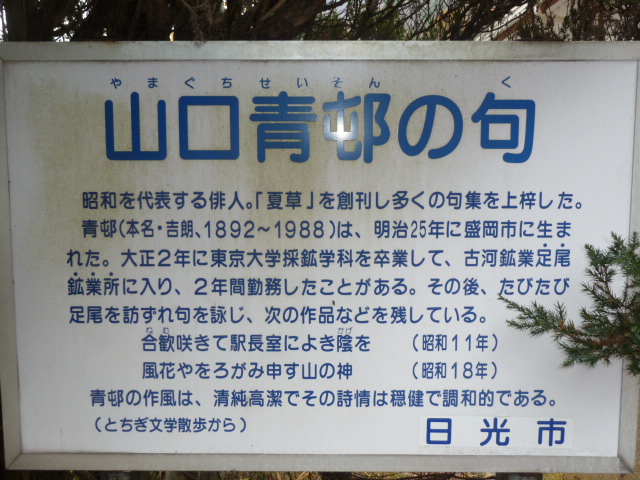 やまぐちせいそん く
山口青邨の句
昭和を代表する俳人。「夏草」を創刊し多くの句集を上梓した。
青邨(本名・吉朗、1892～1988)は、明治25年に盛岡市に生ま
れた。大正2年に東京大学採鉱学科を卒業して、古河鉱業足尾
鉱業所に入り、2年間勤務したことがある。その後、たびたび
足尾を訪ずれ句を詠じ、次の作品などを残している。
ねむ かげ
合歓咲きて駅長室によき陰を (昭和11年)
風花やをろがみ申す山の神 (昭和18年)
青邨の作風は、清純高潔でその詩情は穏健で調和的である。
(とちぎ文学散歩から) 日光市